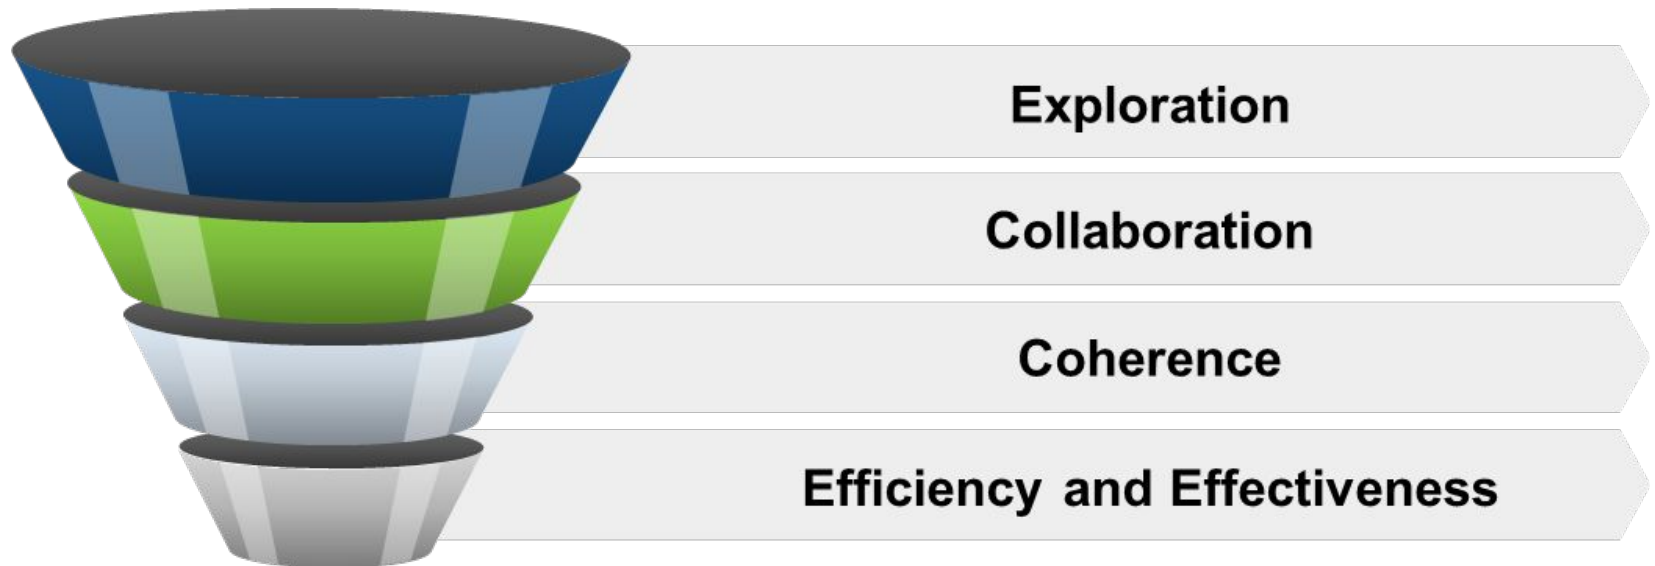 Exploration
Collaboration
Coherence
Efficiency and Effectiveness